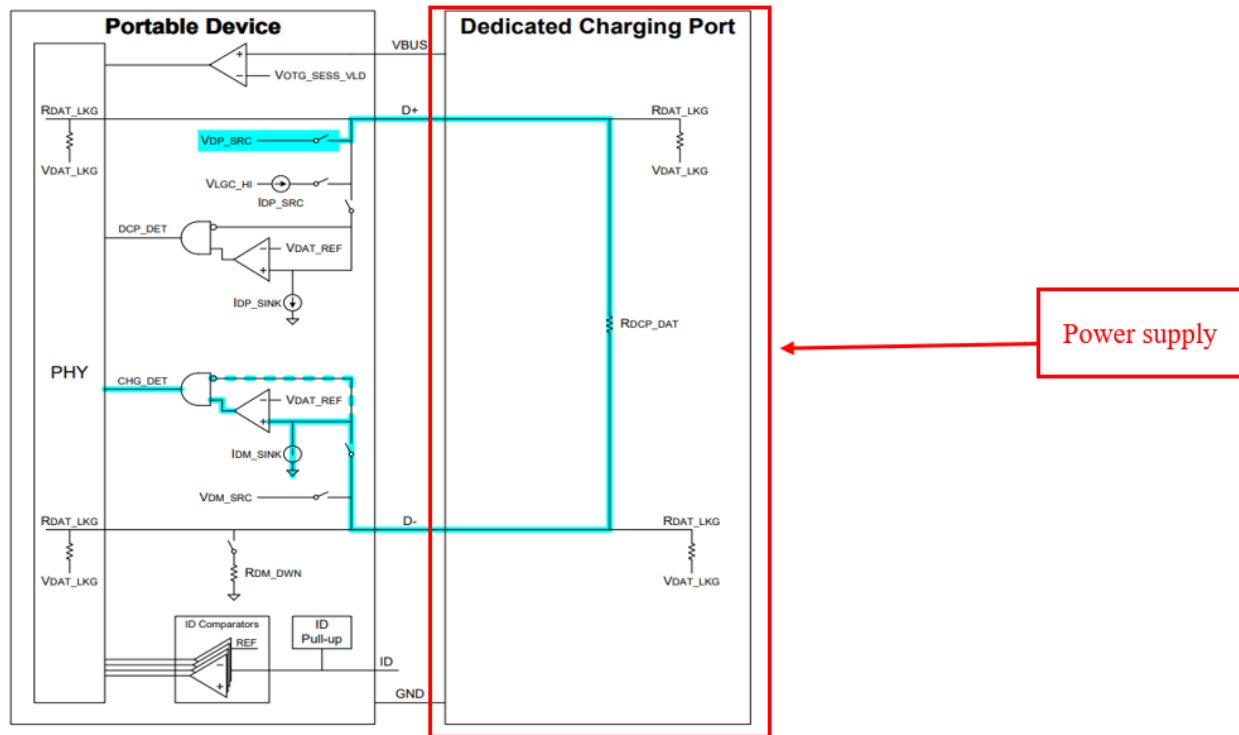 Portable Device
Dedicated Charging Port
VBUS
VOTG_SESS_VLD
RDAT_LKG
D+
RDAT_LKG
VDP_SRC
VDAT_LKG
VDAT_LKG
VLGC_HI
IDP_SRC
DCP_DET
VDAT_REF
IDP_SINK
RDCP_DAT
Power supply
PHY
CHG_DET
VDAT_REF
IDM_SINK
VDM_SRC
RDAT_LKG
D-
RDAT_LKG
RDM_DWN
VDAT_LKG
VDAT_LKG
ID Comparators
REF
ID
Pull-up
ID
GND